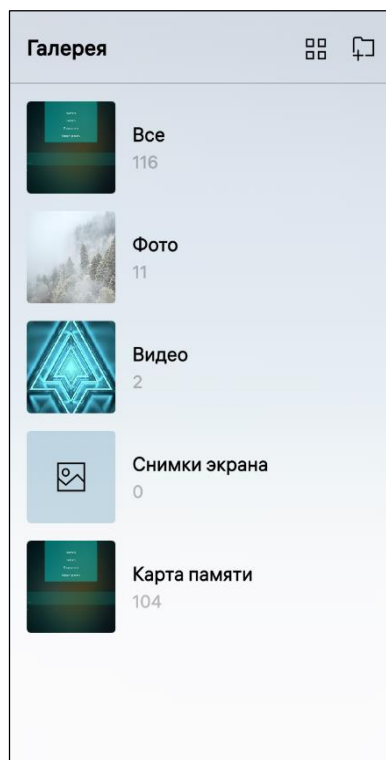 Галерея
Все
116
Фото
11
Видео
2
Снимки экрана
0
Карта памяти
104